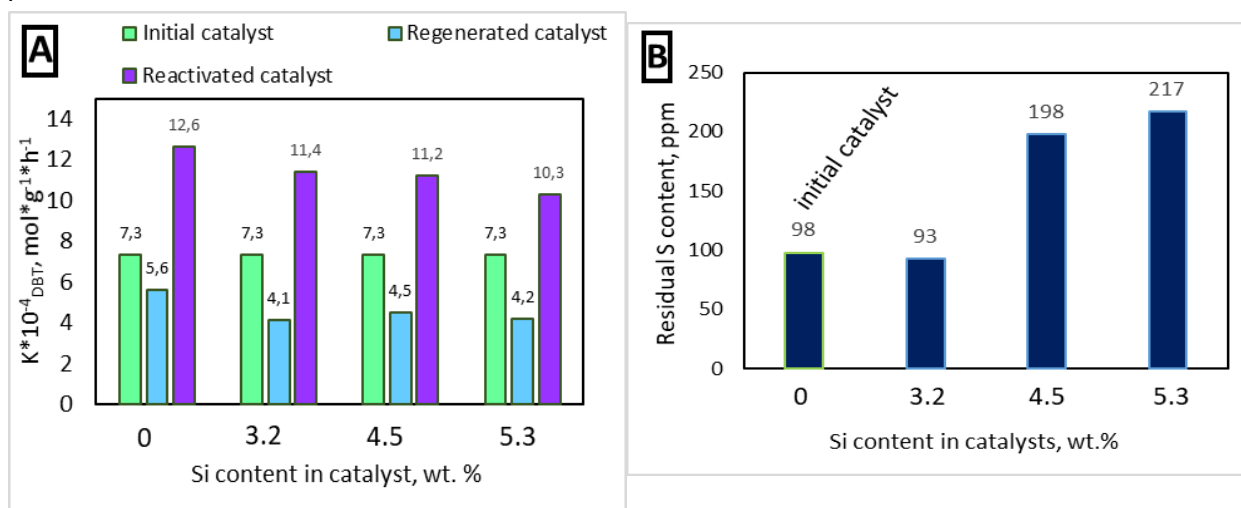 A
Initial catalyst
Regenerated catalyst
Reactivated catalyst
K*10⁻⁴DBT, mol*g⁻¹*h⁻¹
14
12
10
8
6
4
2
0
7,3
5,6
12,6
7,3
4,1
11,4
7,3
4,5
11,2
7,3
4,2
10,3
0 3.2 4.5 5.3
Si content in catalyst, wt. %
B
Residual S content, ppm
250
200
150
100
50
0
initial catalyst
98
93
198
217
0 3.2 4.5 5.3
Si content in catalysts, wt.%